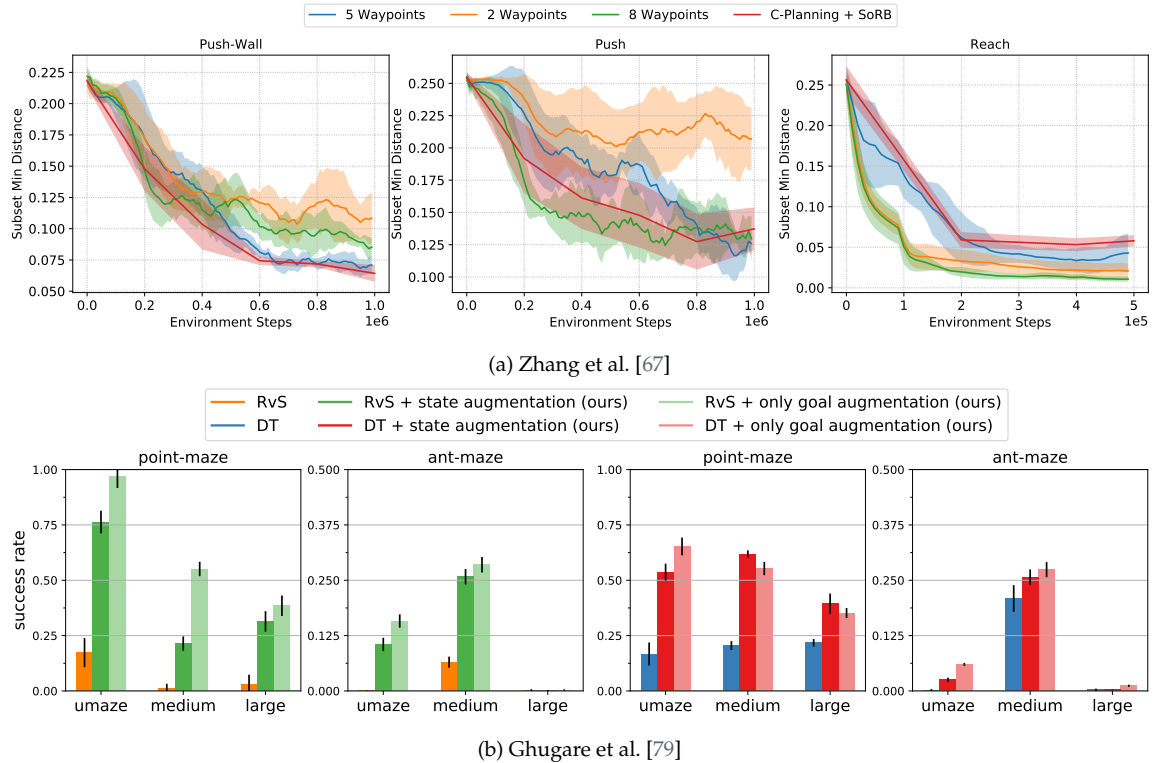 5 Waypoints 2 Waypoints 8 Waypoints C-Planning + SoRB
Push-Wall Push Reach
Subset Min Distance
0.225
0.200
0.175
0.150
0.125
0.100
0.075
0.050
0.0 0.2 0.4 0.6 0.8 1.0
Environment Steps 1e6
Subset Min Distance
0.250
0.200
0.150
0.125
0.100
0.0 0.2 0.4 0.6 0.8 1.0
Environment Steps 1e6
Subset Min Distance
0.25
0.20
0.15
0.10
0.05
0.00
0 1 2 3 4 5
Environment Steps 1e5
(a) Zhang et al. [67]
RvS RvS + state augmentation (ours) RvS + only goal augmentation (ours)
DT DT + state augmentation (ours) DT + only goal augmentation (ours)
point-maze ant-maze point-maze ant-maze
success rate
1.00
0.75
0.50
0.25
0.00
umaze medium large
0.500
0.375
0.250
0.125
0.000
umaze medium large
1.00
0.75
0.50
0.25
0.00
umaze medium large
0.500
0.375
0.250
0.125
0.000
umaze medium large
(b) Ghugare et al. [79]